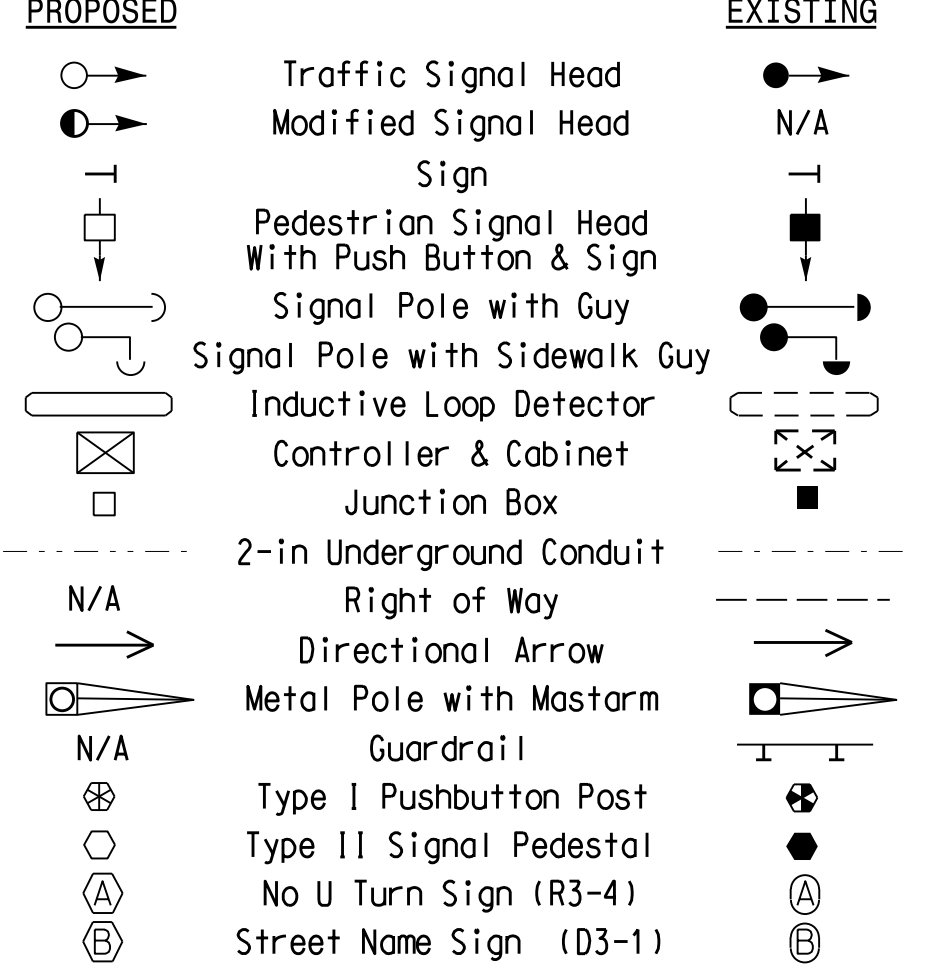 PROPOSED EXISTING
Traffic Signal Head
Modified Signal Head N/A
Sign
Pedestrian Signal Head
With Push Button & Sign
Signal Pole with Guy
Signal Pole with Sidewalk Guy
Inductive Loop Detector
Controller & Cabinet
Junction Box
2-in Underground Conduit
N/A Right of Way
Directional Arrow
Metal Pole with Mastarm
N/A Guardrail
Type I Pushbutton Post
Type II Signal Pedestal
A No U Turn Sign (R3-4) A
B Street Name Sign (D3-1) B